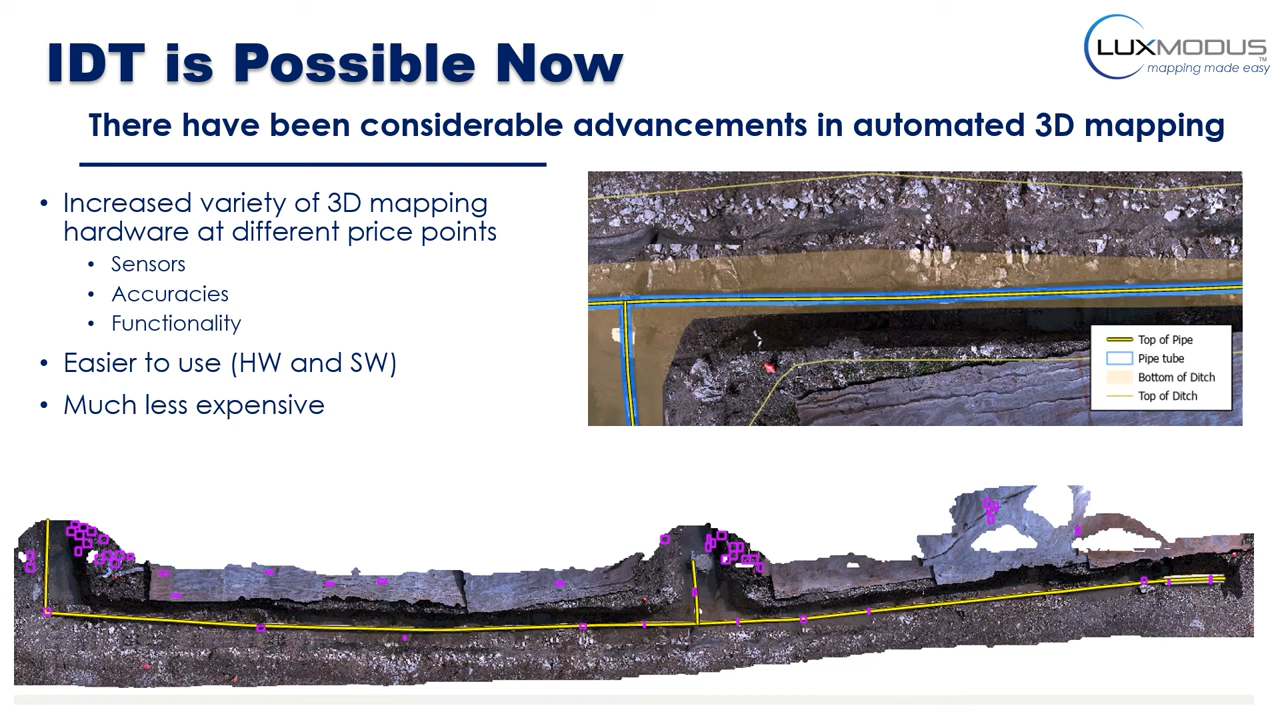 IDT is Possible Now
LUXMODUS
TM
mapping made easy
There have been considerable advancements in automated 3D mapping
• Increased variety of 3D mapping
hardware at different price points
• Sensors
• Accuracies
• Functionality
• Easier to use (HW and SW)
• Much less expensive
Top of Pipe
Pipe tube
Bottom of Ditch
Top of Ditch